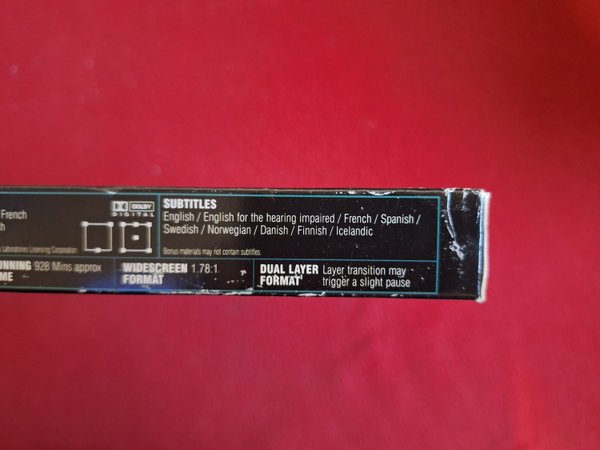 SUBTITLES
English / English for the hearing impaired / French / Spanish /
Swedish / Norwegian / Danish / Finnish / Icelandic
Bonus materials may not contain subtitles.
/ French
DOLBY
DIGITAL
Laboratories Licensing Corporation.
UNNING 928 Mins approx
ME
WIDESCREEN 1.78:1
FORMAT
DUAL LAYER Layer transition may
FORMAT trigger a slight pause